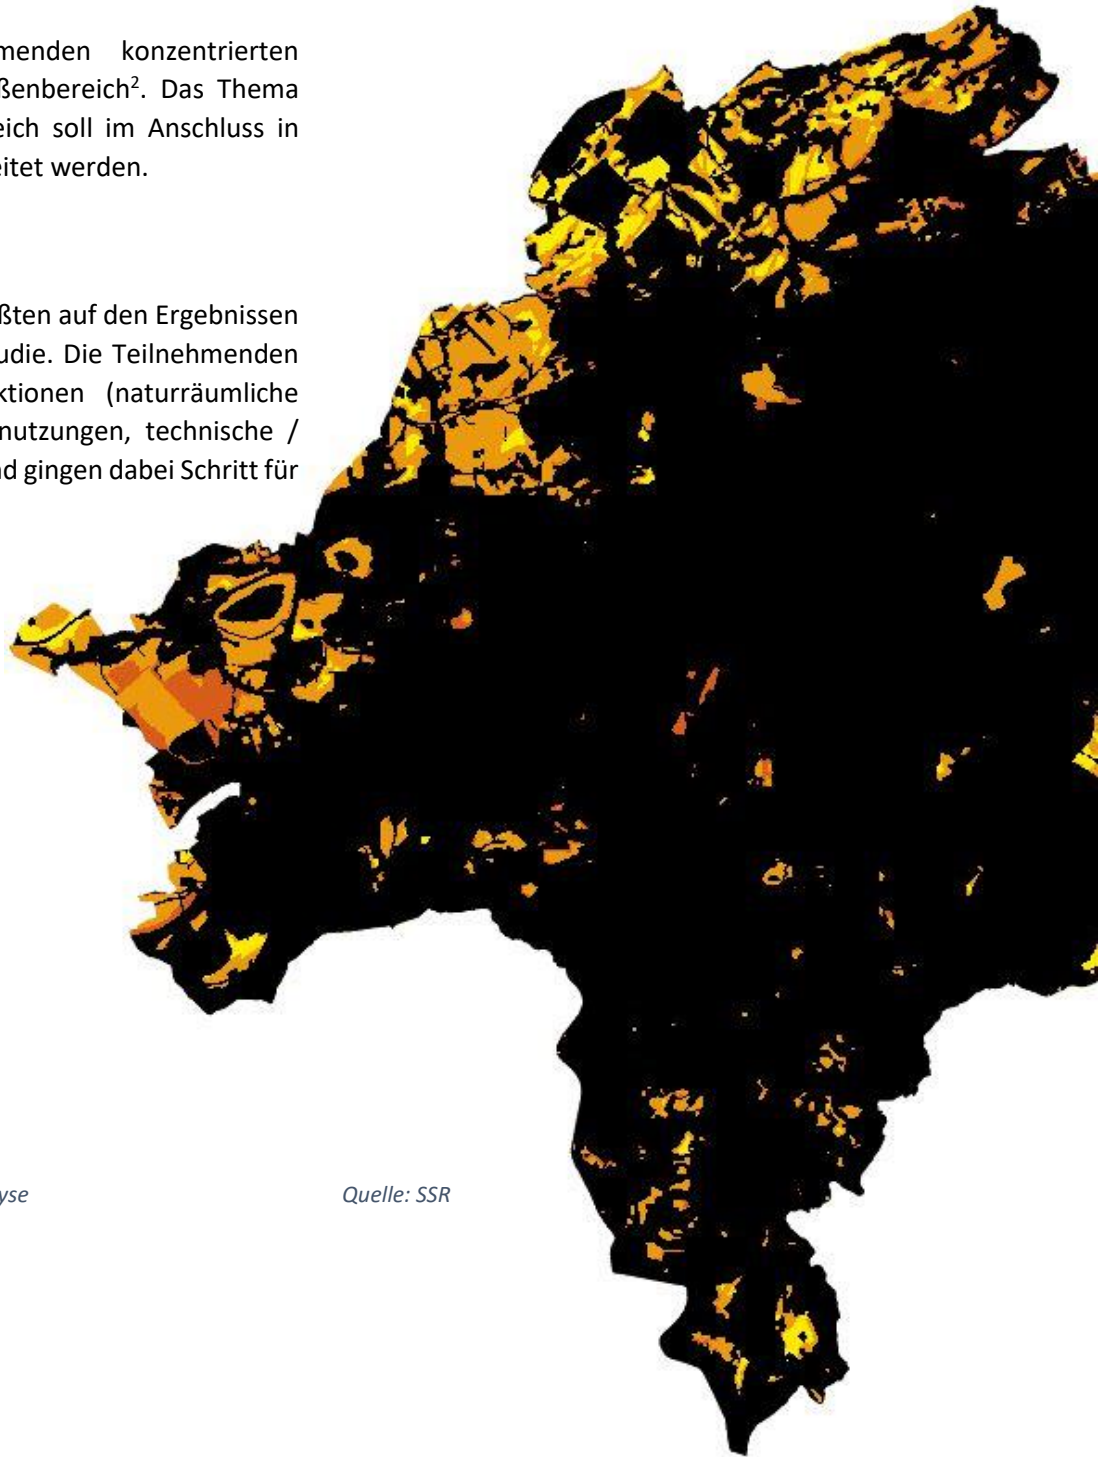 menden konzentrierten
ßenbereich². Das Thema
eich soll im Anschluss in
eitet werden.
ßten auf den Ergebnissen
udie. Die Teilnehmenden
ktionen (naturräumliche
nutzungen, technische /
nd gingen dabei Schritt für
yse Quelle: SSR